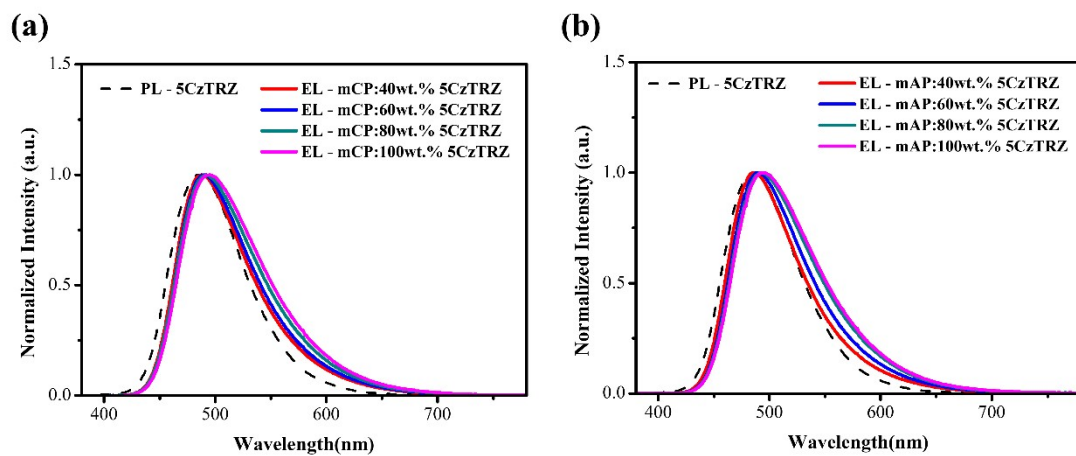 (a)
1.5
PL - 5CzTRZ
EL - mCP:40wt.% 5CzTRZ
EL - mCP:60wt.% 5CzTRZ
EL - mCP:80wt.% 5CzTRZ
EL - mCP:100wt.% 5CzTRZ
1.0
0.5
0.0
Normalized Intensity (a.u.)
400
500
600
700
Wavelength(nm)
(b)
1.5
PL - 5CzTRZ
EL - mAP:40wt.% 5CzTRZ
EL - mAP:60wt.% 5CzTRZ
EL - mAP:80wt.% 5CzTRZ
EL - mAP:100wt.% 5CzTRZ
1.0
0.5
0.0
Normalized Intensity (a.u.)
400
500
600
700
Wavelength(nm)